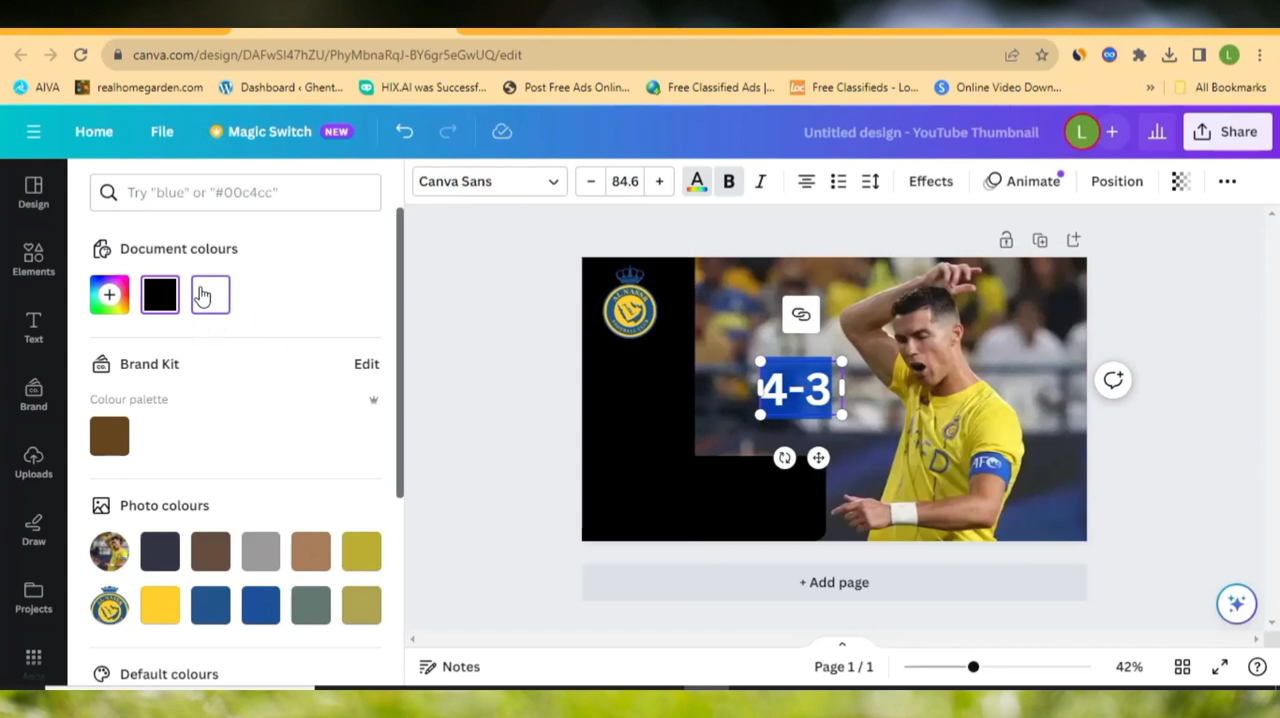 canva.com/design/DAFwSI47hZU/PhyMbnaRqJ-BY6gr5eGwUQ/edit
L
AIVA
realhomegarden.com
Dashboard ‹ Ghent...
HIX.AI was Successf...
Post Free Ads Onlin...
Free Classified Ads |...
Free Classifieds - Lo...
Online Video Down...
»
All Bookmarks
Home
File
Magic Switch
NEW
Untitled design - YouTube Thumbnail
L
Share
Design
Elements
Text
Brand
Uploads
Draw
Projects
Try "blue" or "#00c4cc"
Document colours
Brand Kit
Edit
Colour palette
Photo colours
Default colours
Canva Sans
84.6
A
B
I
Effects
Animate
Position
AL NASSR
4-3
+ Add page
Notes
Page 1 / 1
42%